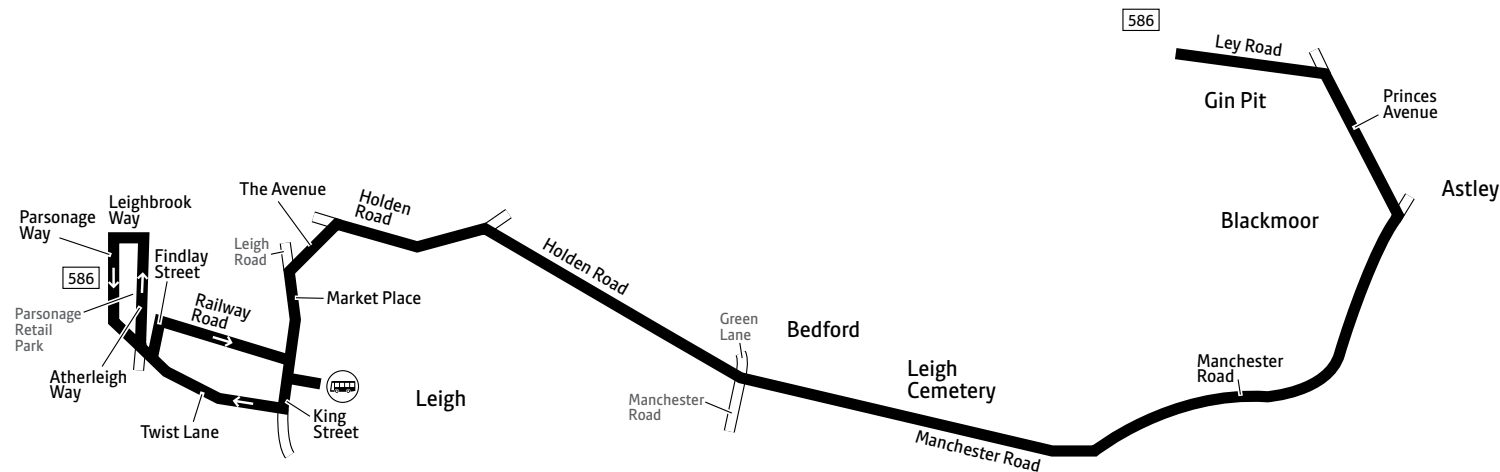 586
Ley Road
Gin Pit
Princes
Avenue
Astley
Blackmoor
The Avenue
Holden
Road
Leighbrook
Way
Parsonage
Way
Leigh
Road
Findlay
Street
586
Holden Road
Market Place
Railway
Road
Parsonage
Retail
Park
Green
Lane
Bedford
Atherleigh
Way
Leigh
Cemetery
Manchester
Road
Leigh
Manchester
Road
King
Street
Twist Lane
Manchester Road